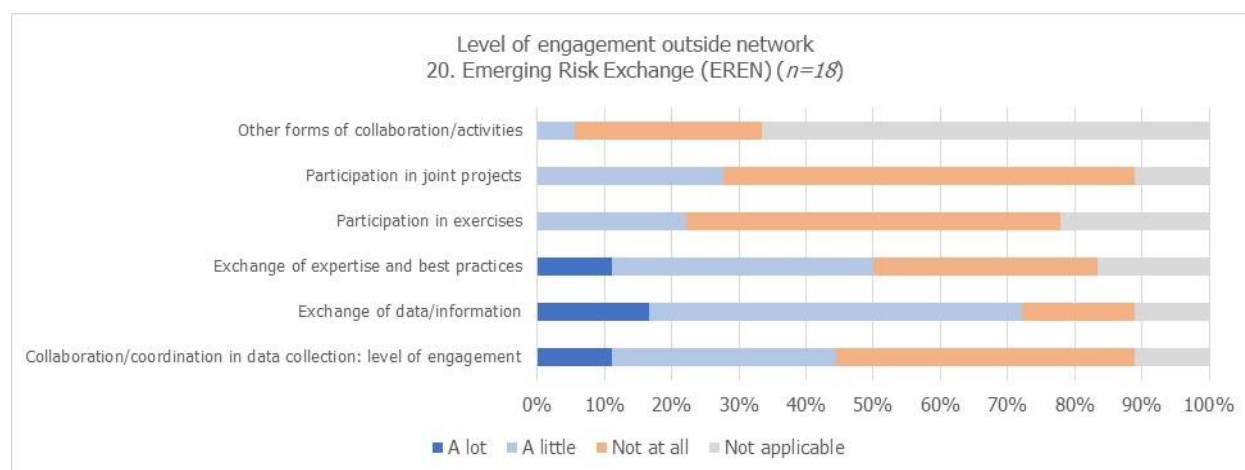 Level of engagement outside network
20. Emerging Risk Exchange (EREN) (n=18)
Other forms of collaboration/activities
Participation in joint projects
Participation in exercises
Exchange of expertise and best practices
Exchange of data/information
Collaboration/coordination in data collection: level of engagement
0% 10% 20% 30% 40% 50% 60% 70% 80% 90% 100%
A lot A little Not at all Not applicable